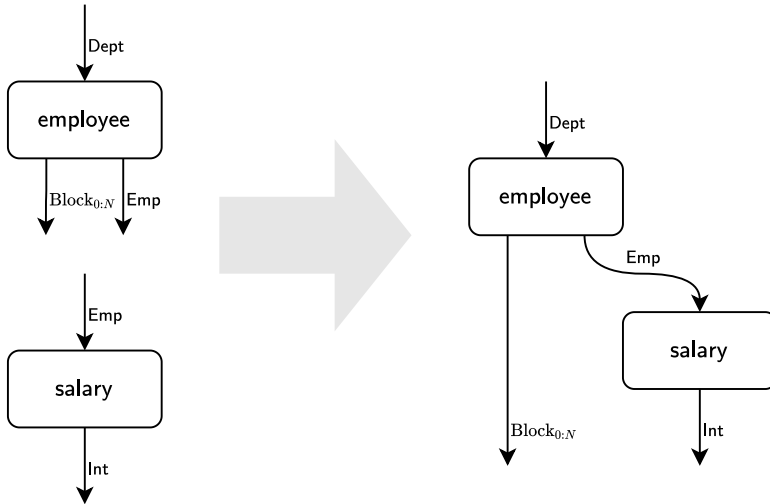 Dept
employee
Block0:N Emp
Emp
salary
Int
Dept
employee
Emp
salary
Block0:N Int